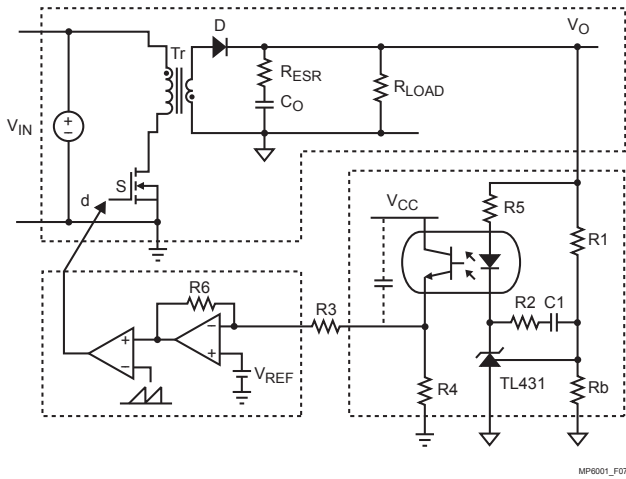 D
V_O
Tr
R_ESR
C_O
R_LOAD
V_IN
+
−
S
d
V_CC
R5
R1
R6
R3
R2 C1
−
+
+
−
V_REF
R4
TL431
Rb
MP6001_F07